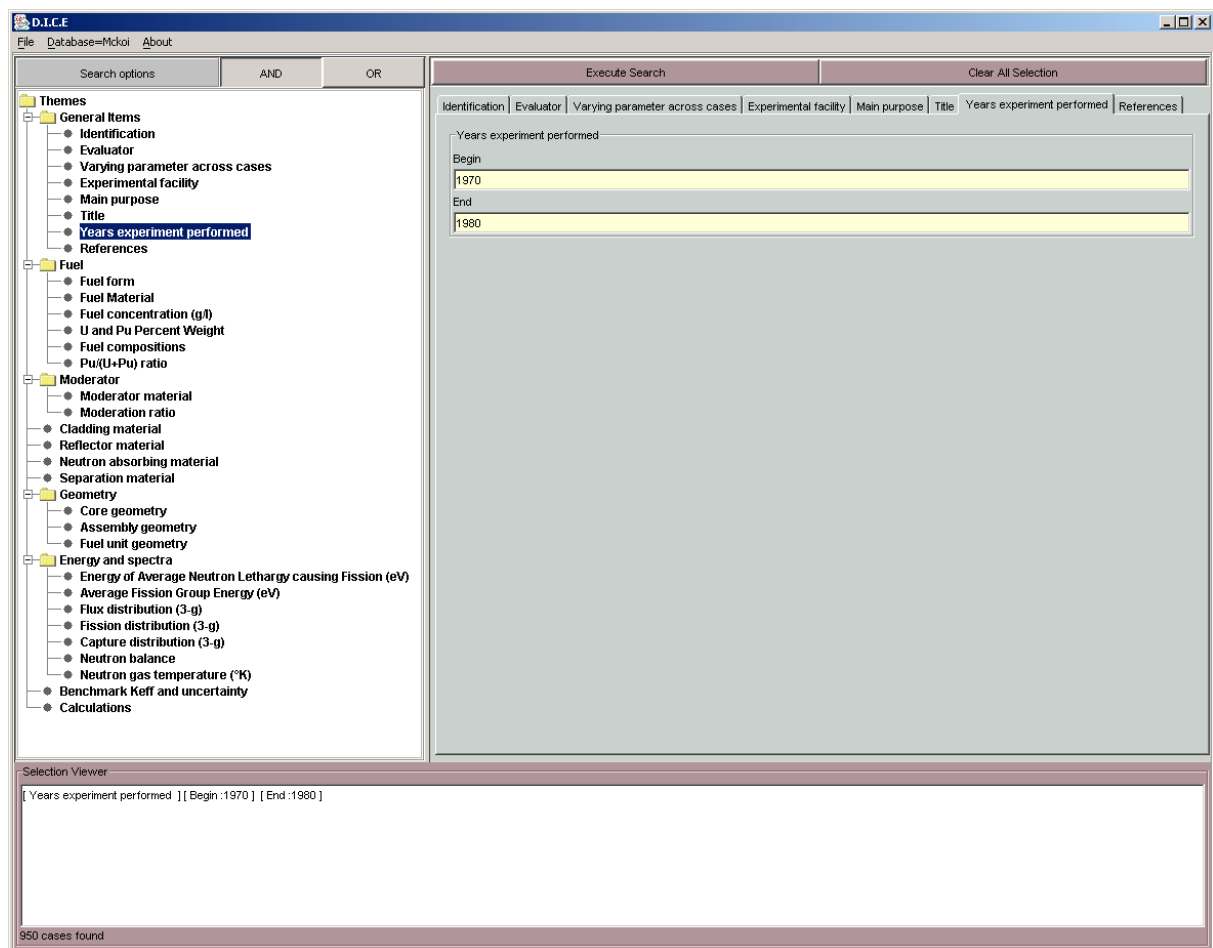 D.I.C.E
File Database=Mckoi About
Search options AND OR
Execute Search Clear All Selection
Themes
General Items
Identification
Evaluator
Varying parameter across cases
Experimental facility
Main purpose
Title
Years experiment performed
References
Fuel
Fuel form
Fuel Material
Fuel concentration (g/l)
U and Pu Percent Weight
Fuel compositions
Pu/(U+Pu) ratio
Moderator
Moderator material
Moderation ratio
Cladding material
Reflector material
Neutron absorbing material
Separation material
Geometry
Core geometry
Assembly geometry
Fuel unit geometry
Energy and spectra
Energy of Average Neutron Lethargy causing Fission (eV)
Average Fission Group Energy (eV)
Flux distribution (3-g)
Fission distribution (3-g)
Capture distribution (3-g)
Neutron balance
Neutron gas temperature (°K)
Benchmark Keff and uncertainty
Calculations
Identification Evaluator Varying parameter across cases Experimental facility Main purpose Title Years experiment performed References
Years experiment performed
Begin
1970
End
1980
Selection Viewer
[ Years experiment performed ] [ Begin :1970 ] [ End :1980 ]
950 cases found